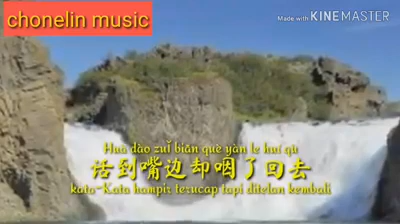 chonelin music
Made with KINEMASTER
Huà dào zuǐ biān què yàn le huí qù
话到嘴边却咽了回去
kata-Kata hampir terucap tapi ditelan kembali